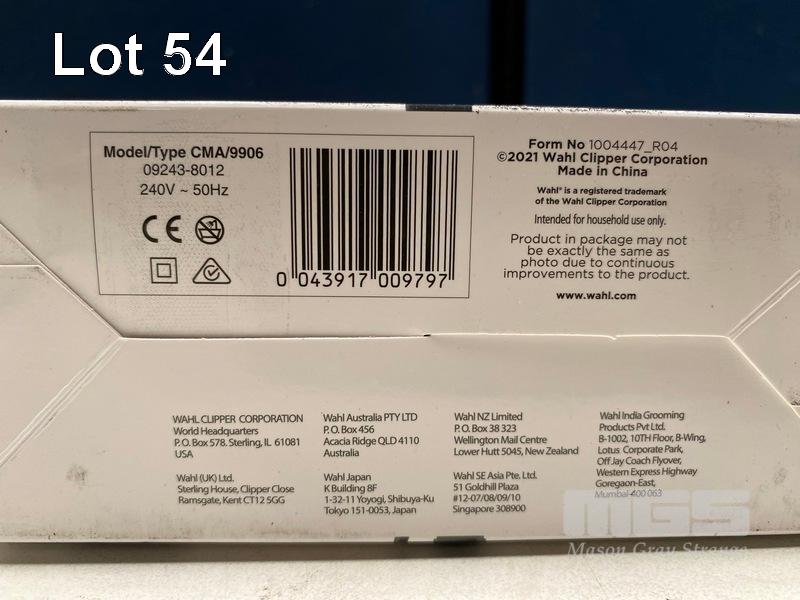 Lot 54
Model/Type CMA/9906
09243-8012
240V ~ 50Hz
CE
0 043917 009797
Form No 1004447_R04
©2021 Wahl Clipper Corporation
Made in China
Wahl® is a registered trademark
of the Wahl Clipper Corporation
Intended for household use only.
Product in package may not
be exactly the same as
photo due to continuous
improvements to the product.
www.wahl.com
WAHL CLIPPER CORPORATION
World Headquarters
P.O. Box 578. Sterling, IL 61081
USA
Wahl Australia PTY LTD
P.O. Box 456
Acacia Ridge QLD 4110
Australia
Wahl NZ Limited
P.O. Box 38 323
Wellington Mail Centre
Lower Hutt 5045, New Zealand
Wahl India Grooming
Products Pvt Ltd.
B-1002, 10TH Floor, B-Wing,
Lotus Corporate Park,
Off Jay Coach Flyover,
Western Express Highway
Goregaon-East,
Mumbai-400 063
Wahl (UK) Ltd.
Sterling House, Clipper Close
Ramsgate, Kent CT12 5GG
Wahl Japan
K Building 8F
1-32-11 Yoyogi, Shibuya-Ku
Tokyo 151-0053, Japan
Wahl SE Asia Pte. Ltd.
51 Goldhill Plaza
#12-07/08/09/10
Singapore 308900
MGS
Mason Gray Strange